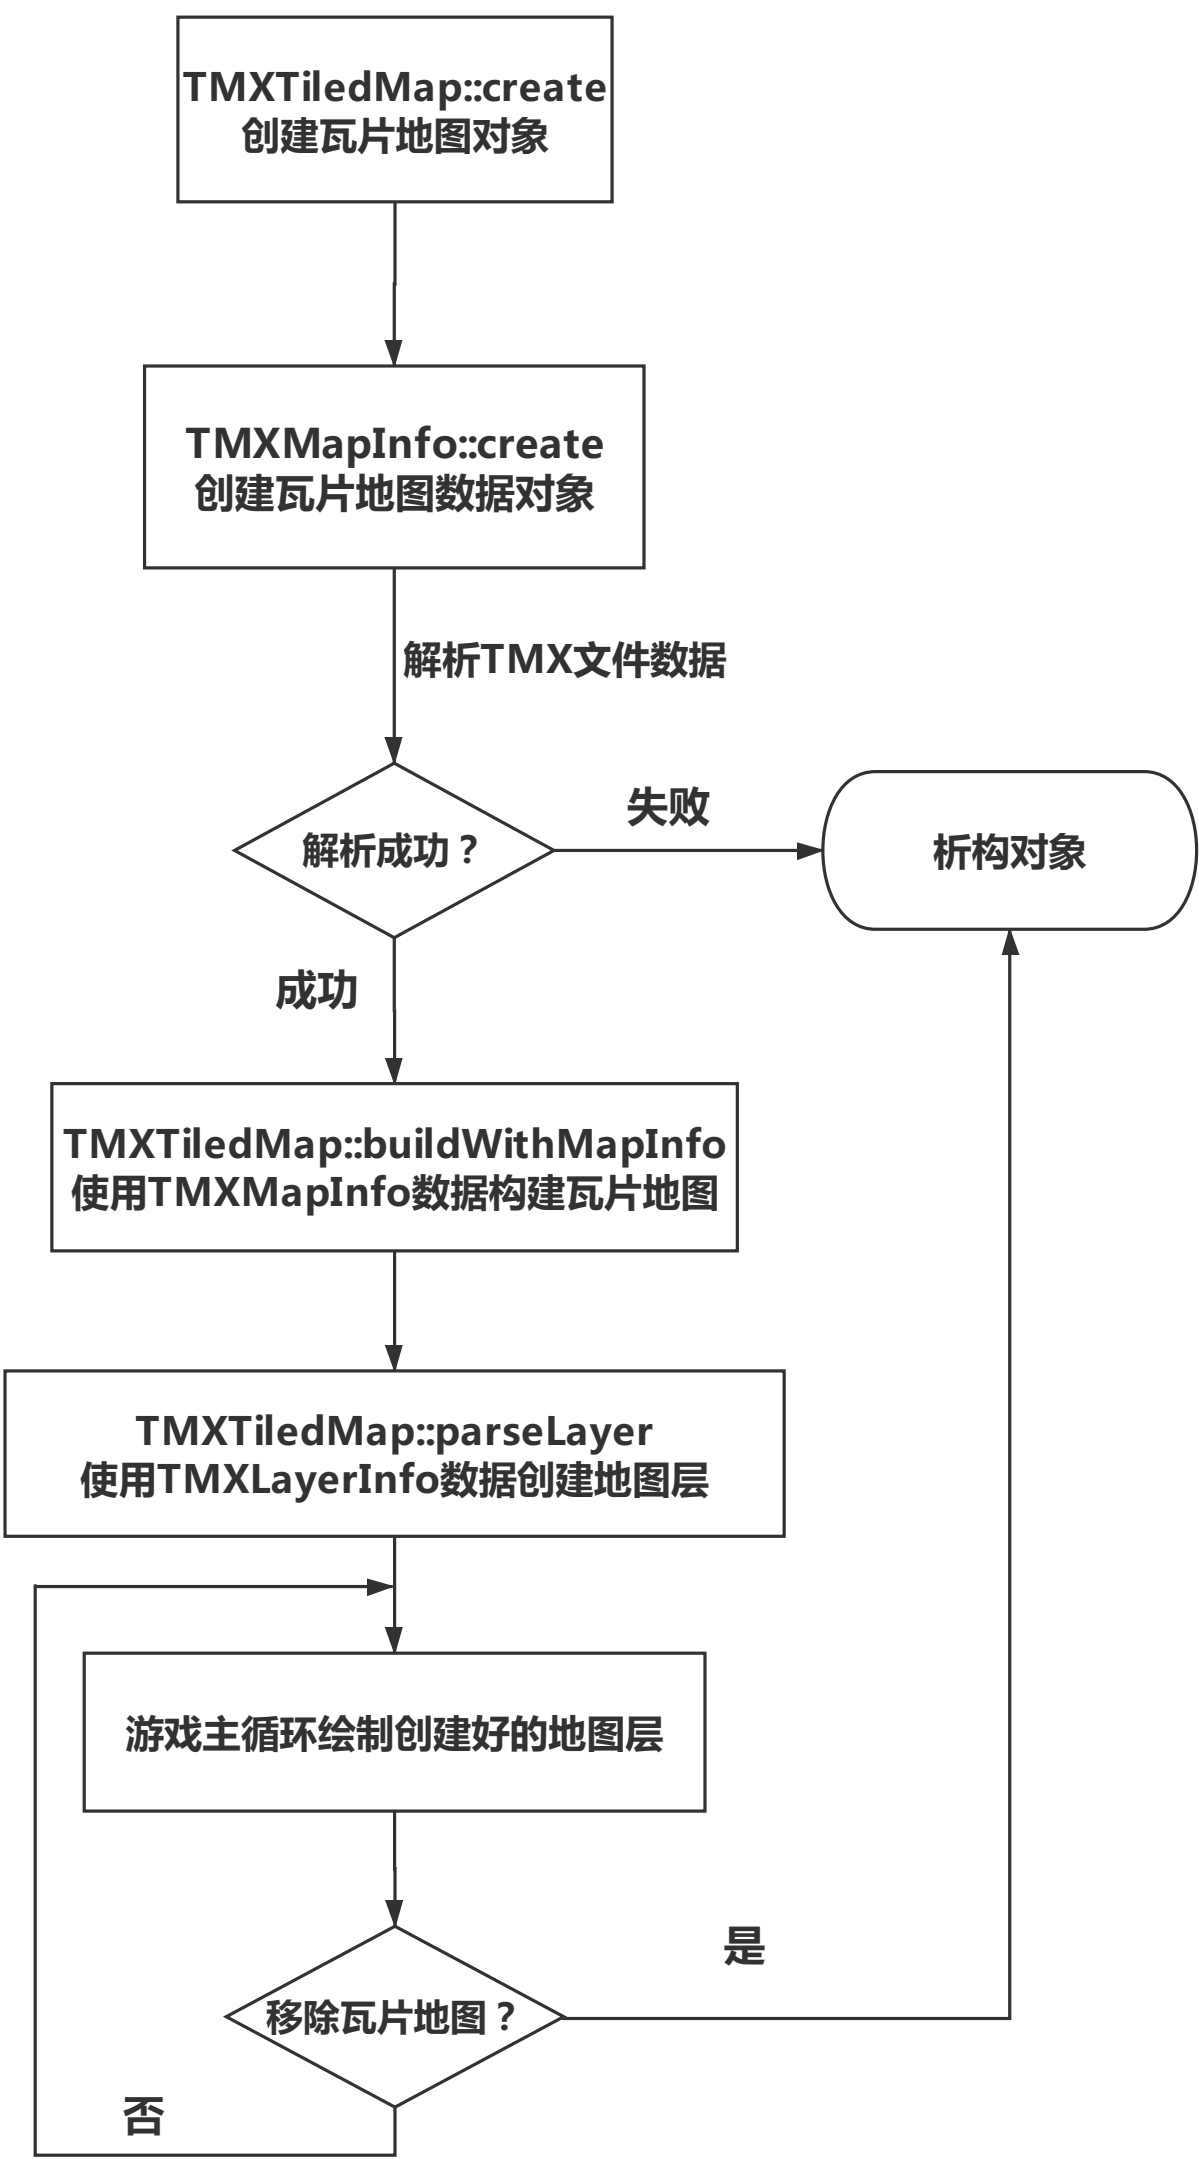 TMXTiledMap::create
创建瓦片地图对象
TMXMapInfo::create
创建瓦片地图数据对象
解析TMX文件数据
解析成功？
失败
析构对象
成功
TMXTiledMap::buildWithMapInfo
使用TMXMapInfo数据构建瓦片地图
TMXTiledMap::parseLayer
使用TMXLayerInfo数据创建地图层
游戏主循环绘制创建好的地图层
是
移除瓦片地图？
否